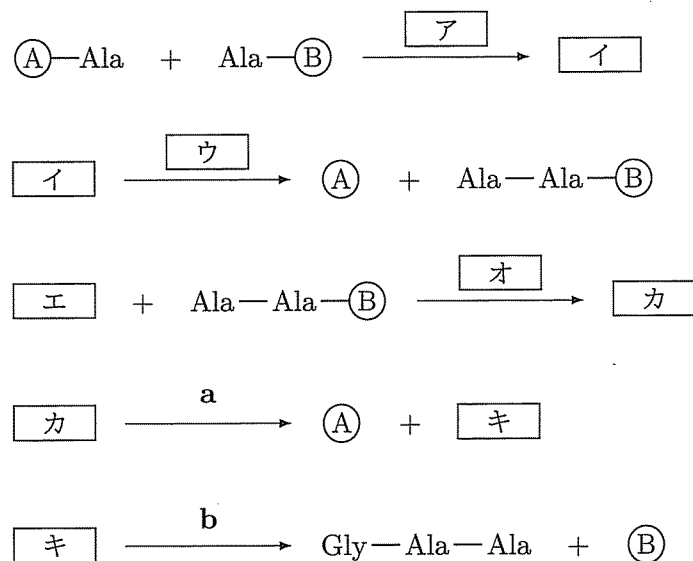 ア
Ⓐ—Ala + Ala—Ⓑ イ
ウ
イ Ⓐ + Ala—Ala—Ⓑ
オ
エ + Ala—Ala—Ⓑ カ
a
カ Ⓐ + キ
b
キ Gly—Ala—Ala + Ⓑ